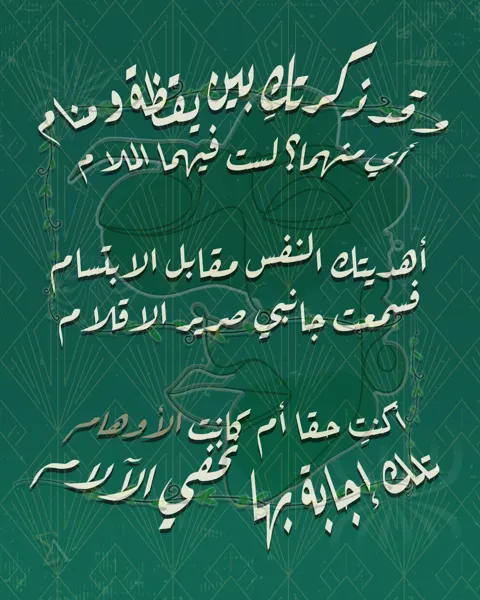 وقد ذكرتكِ بين يقظة ومنام
أي منهما؟ لست فيهما الملام
أهديتك النفس مقابل الابتسام
فسمعت جانبي صرير الاقلام
اكنتِ حقا أم كانت الأوهام
تلك إجابة بها تخفي الآلام